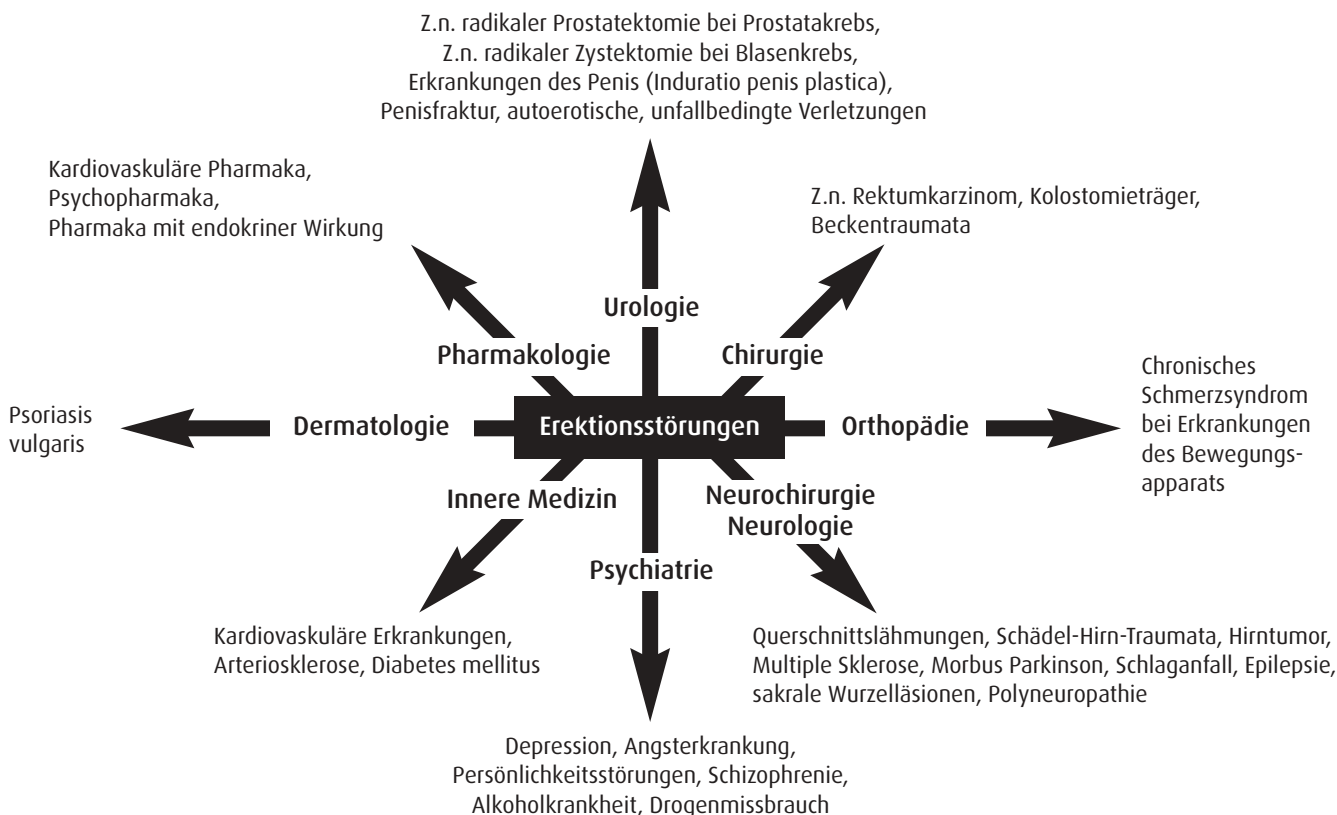 Z.n. radikaler Prostatektomie bei Prostatakrebs,
Z.n. radikaler Zystektomie bei Blasenkrebs,
Erkrankungen des Penis (Induratio penis plastica),
Penisfraktur, autoerotische, unfallbedingte Verletzungen
Kardiovaskuläre Pharmaka,
Psychopharmaka,
Pharmaka mit endokriner Wirkung
Z.n. Rektumkarzinom, Kolostomieträger,
Beckentraumata
Urologie
Pharmakologie
Chirurgie
Psoriasis
vulgaris
Dermatologie
Erektionsstörungen
Orthopädie
Chronisches
Schmerzsyndrom
bei Erkrankungen
des Bewegungs-
apparats
Innere Medizin
Neurochirurgie
Neurologie
Psychiatrie
Kardiovaskuläre Erkrankungen,
Arteriosklerose, Diabetes mellitus
Querschnittslähmungen, Schädel-Hirn-Traumata, Hirntumor,
Multiple Sklerose, Morbus Parkinson, Schlaganfall, Epilepsie,
sakrale Wurzelläsionen, Polyneuropathie
Depression, Angsterkrankung,
Persönlichkeitsstörungen, Schizophrenie,
Alkoholkrankheit, Drogenmissbrauch